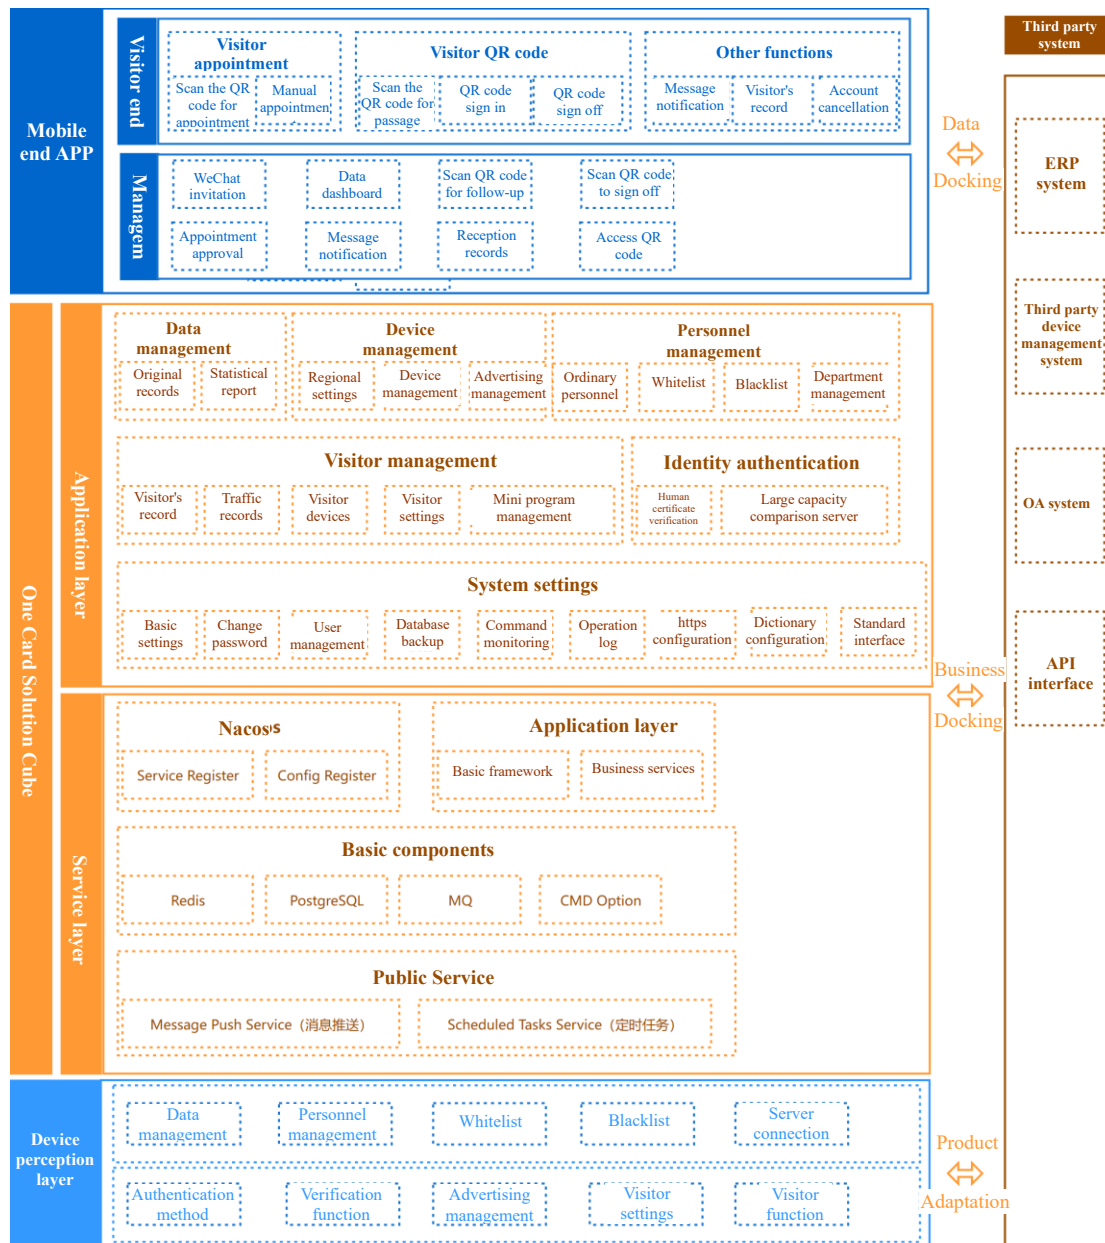 Mobile
end APP
Visitor end
Visitor
appointment
Scan the QR
code for
appointment
Manual
appointmen
Visitor QR code
Scan the
QR code for
passage
QR code
sign in
QR code
sign off
Other functions
Message
notification
Visitor's
record
Account
cancellation
Managem
WeChat
invitation
Data
dashboard
Scan QR code
for follow-up
Scan QR code
to sign off
Appointment
approval
Message
notification
Reception
records
Access QR
code
Data
Docking
Third party
system
ERP
system
Third party
device
management
system
OA system
API
interface
One Card Solution Cube
Application layer
Data
management
Original
records
Statistical
report
Device
management
Regional
settings
Device
management
Advertising
management
Personnel
management
Ordinary
personnel
Whitelist
Blacklist
Department
management
Visitor management
Visitor's
record
Traffic
records
Visitor
devices
Visitor
settings
Mini program
management
Identity authentication
Human
certificate
verification
Large capacity
comparison server
System settings
Basic
settings
Change
password
User
management
Database
backup
Command
monitoring
Operation
log
https
configuration
Dictionary
configuration
Standard
interface
Business
Docking
Service layer
Nacos
Service Register
Config Register
Application layer
Basic framework
Business services
Basic components
Redis
PostgreSQL
MQ
CMD Option
Public Service
Message Push Service（消息推送）
Scheduled Tasks Service（定时任务）
Device
perception
layer
Data
management
Personnel
management
Whitelist
Blacklist
Server
connection
Authentication
method
Verification
function
Advertising
management
Visitor
settings
Visitor
function
Product
Adaptation